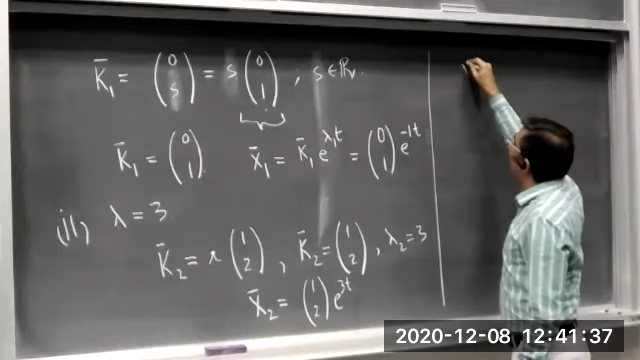 K̄₁ = (0 s) = s (0 1), s ∈ ℝ.
K̄₁ = (0 1) X̄₁ = K̄₁ e^{λ₁t} = (0 1) e^{-1t}
(ii) λ = 3
K̄₂ = r (1 2), K̄₂ = (1 2), λ₂ = 3
X̄₂ = (1 2) e^{3t}
2020-12-08 12:41:37